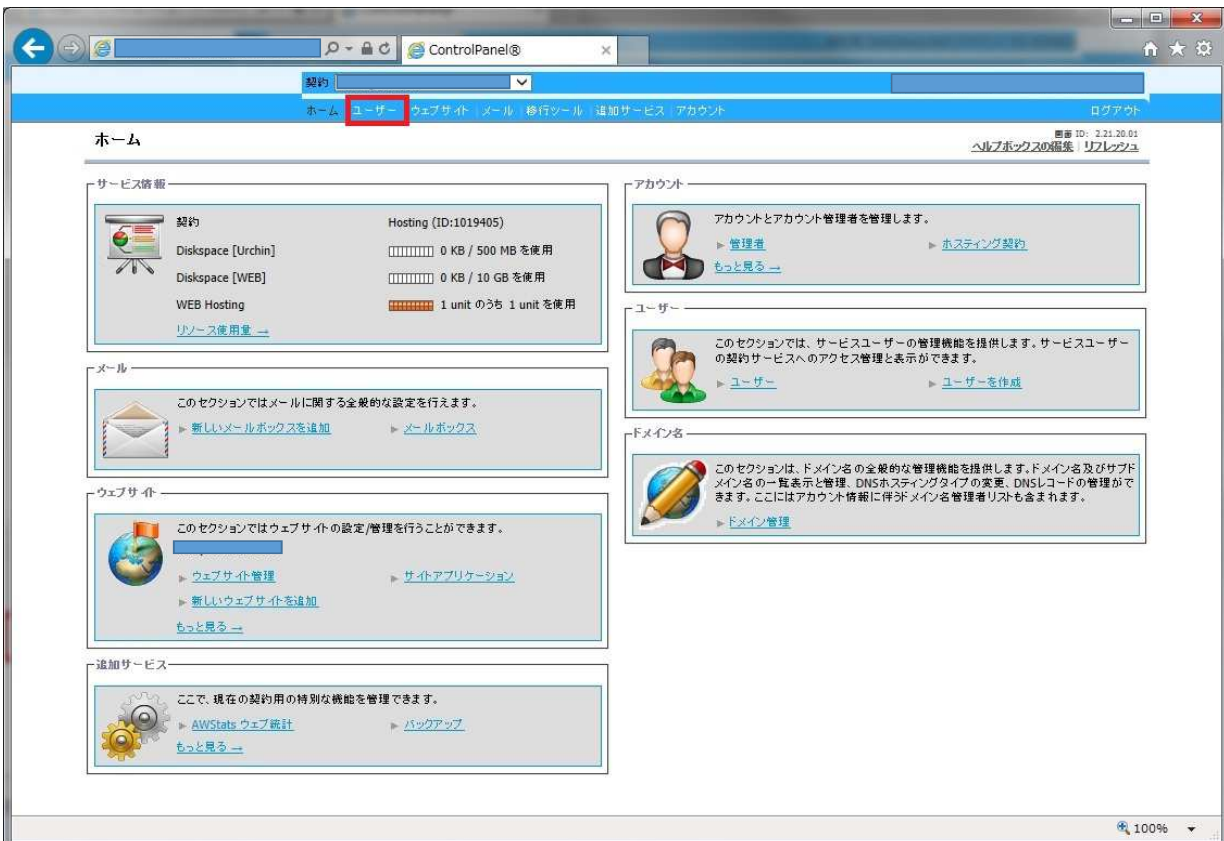 ControlPanel®
契約
ホーム ユーザー ウェブサイト メール 移行ツール 追加サービス アカウント ログアウト
ホーム
画面 ID: 2.21.20.01
ヘルプボックスの編集 リフレッシュ
サービス情報
契約 Hosting (ID:1019405)
Diskspace [Urchin] 0 KB / 500 MB を使用
Diskspace [WEB] 0 KB / 10 GB を使用
WEB Hosting 1 unit のうち 1 unit を使用
リソース使用量 →
メール
このセクションではメールに関する全般的な設定を行えます。
新しいメールボックスを追加 メールボックス
ウェブサイト
このセクションではウェブサイトの設定/管理を行うことができます。
ウェブサイト管理 サイトアプリケーション
新しいウェブサイトを追加
もっと見る →
追加サービス
ここで、現在の契約用の特別な機能を管理できます。
AWStats ウェブ統計 バックアップ
もっと見る →
アカウント
アカウントとアカウント管理者を管理します。
管理者 ホスティング契約
もっと見る →
ユーザー
このセクションでは、サービスユーザーの管理機能を提供します。サービスユーザー
の契約サービスへのアクセス管理と表示ができます。
ユーザー ユーザーを作成
ドメイン名
このセクションは、ドメイン名の全般的な管理機能を提供します。ドメイン名及びサブド
メイン名の一覧表示と管理、DNSホスティングタイプの変更、DNSレコードの管理がで
きます。ここにはアカウント情報に伴うドメイン名管理者リストも含まれます。
ドメイン管理
100%